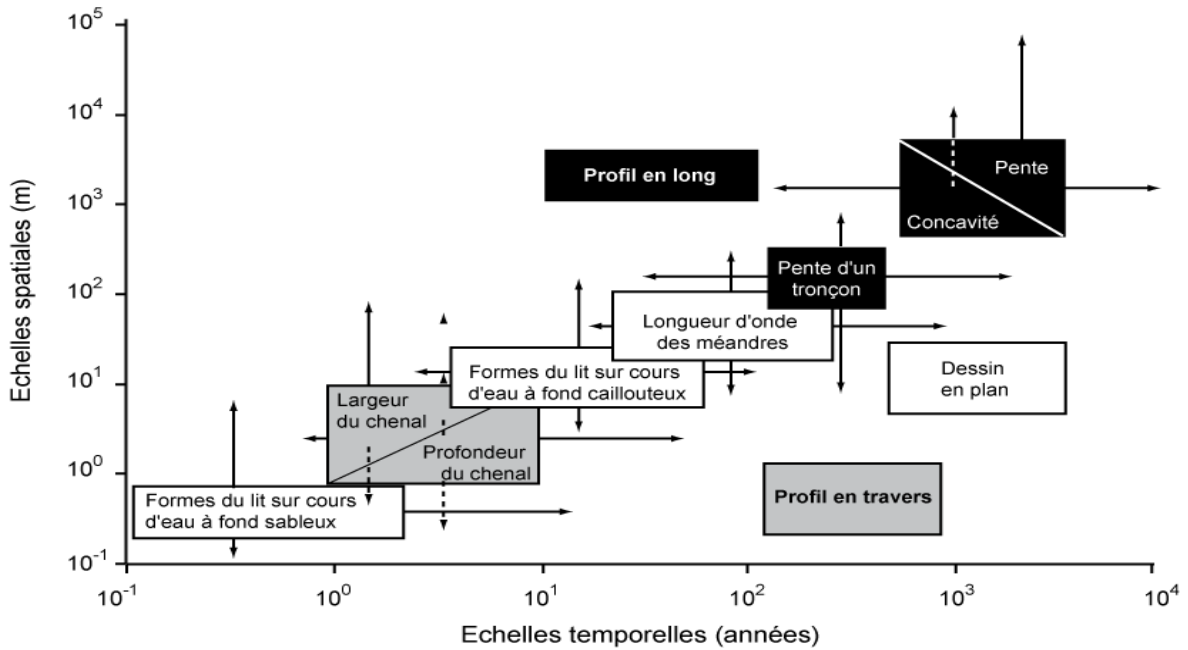 10^5
10^4
10^3
10^2
10^1
10^0
10^-1
Echelles spatiales (m)
Profil en long
Pente
Concavité
Pente d'un
tronçon
Longueur d'onde
des méandres
Formes du lit sur cours
d'eau à fond caillouteux
Dessin
en plan
Largeur
du chenal
Profondeur
du chenal
Profil en travers
Formes du lit sur cours
d'eau à fond sableux
10^-1
10^0
10^1
10^2
10^3
10^4
Echelles temporelles (années)